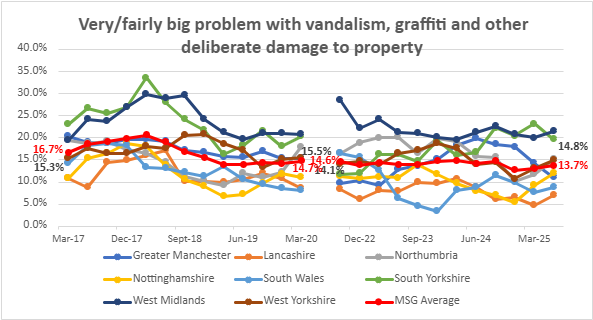 Very/fairly big problem with vandalism, graffiti and other
deliberate damage to property
40.0%
35.0%
30.0%
25.0%
20.0%
15.0%
10.0%
5.0%
0.0%
16.7%
15.3%
15.5%
14.7%
14.6%
14.1%
14.8%
13.7%
Mar-17 Dec-17 Sept-18 Jun-19 Mar-20 Dec-22 Sep-23 Jun-24 Mar-25
Greater Manchester Lancashire Northumbria
Nottinghamshire South Wales South Yorkshire
West Midlands West Yorkshire MSG Average